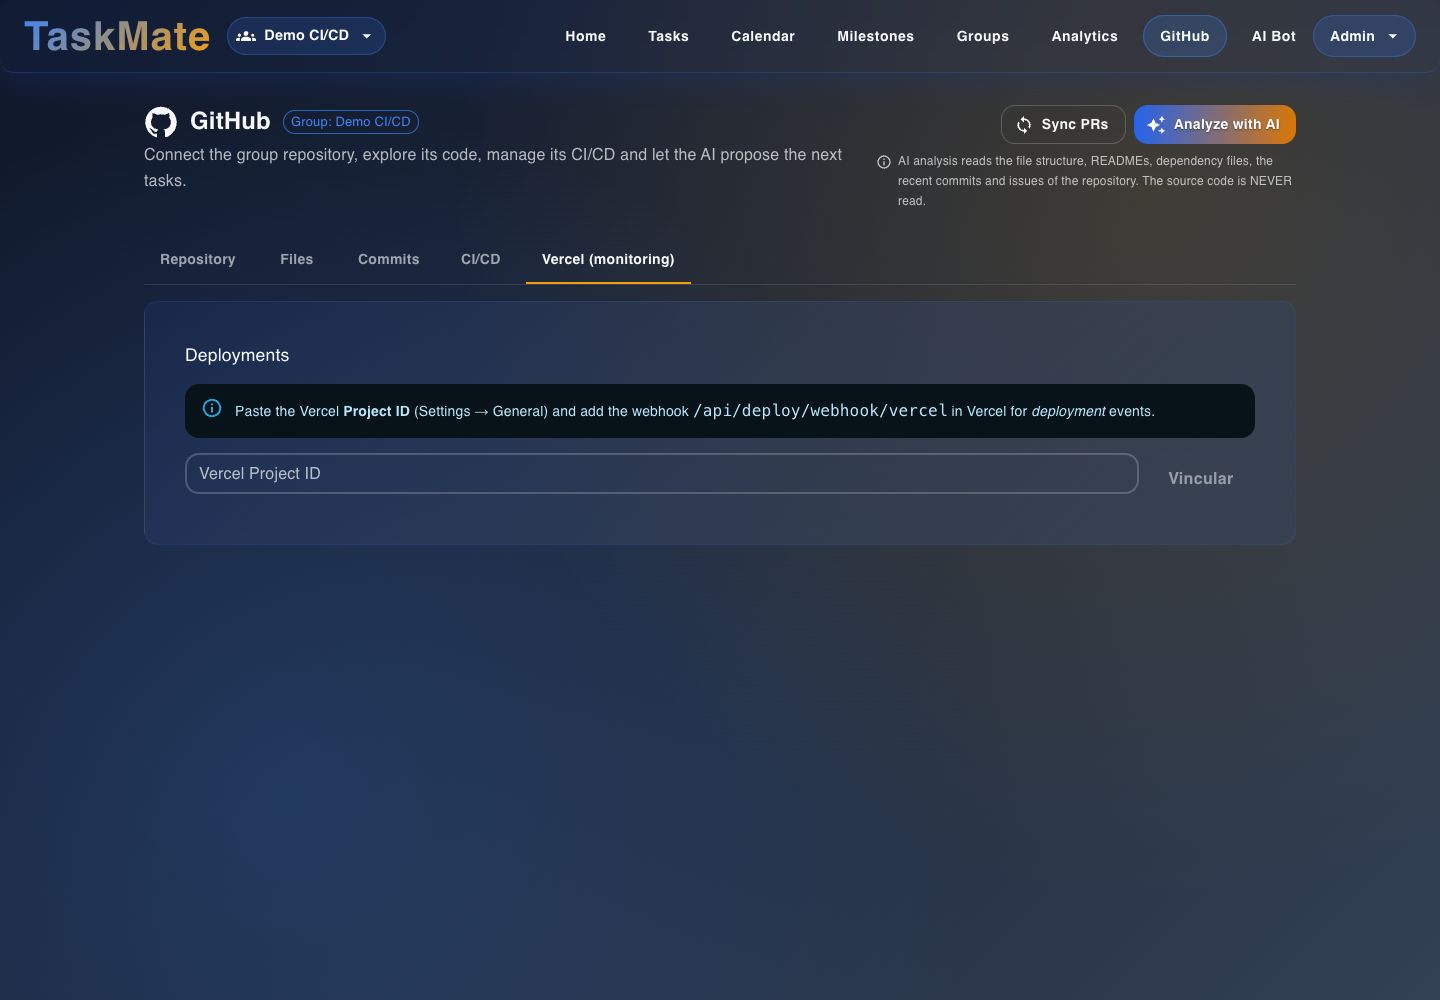 TaskMate
Demo CI/CD
Home
Tasks
Calendar
Milestones
Groups
Analytics
GitHub
AI Bot
Admin
GitHub
Group: Demo CI/CD
Connect the group repository, explore its code, manage its CI/CD and let the AI propose the next
tasks.
Sync PRs
Analyze with AI
AI analysis reads the file structure, READMEs, dependency files, the
recent commits and issues of the repository. The source code is NEVER
read.
Repository
Files
Commits
CI/CD
Vercel (monitoring)
Deployments
Paste the Vercel Project ID (Settings → General) and add the webhook /api/deploy/webhook/vercel in Vercel for deployment events.
Vercel Project ID
Vincular